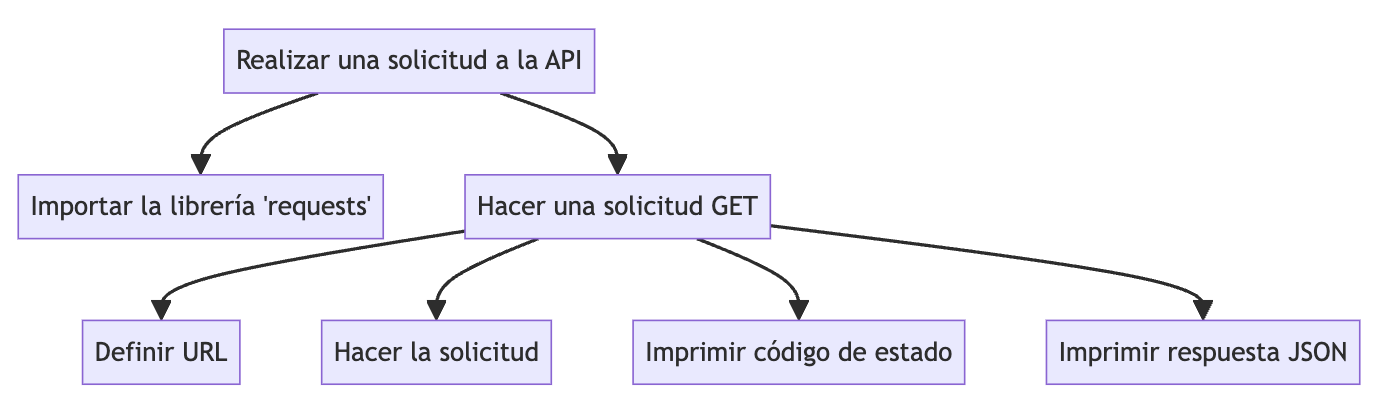 Realizar una solicitud a la API
Importar la librería 'requests'
Hacer una solicitud GET
Definir URL
Hacer la solicitud
Imprimir código de estado
Imprimir respuesta JSON